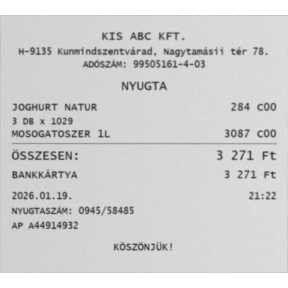 KIS ABC KFT.
H-9135 Kunmindszentvárad, Nagytamásii tér 78.
ADÓSZÁM: 99505161-4-03
NYUGTA
JOGHURT NATUR 284 C00
3 DB x 1029
MOSOGATOSZER 1L 3087 C00
ÖSSZESEN: 3 271 Ft
BANKKÁRTYA 3 271 Ft
2026.01.19. 21:22
NYUGTASZÁM: 0945/58485
AP A44914932
KÖSZÖNJÜK!